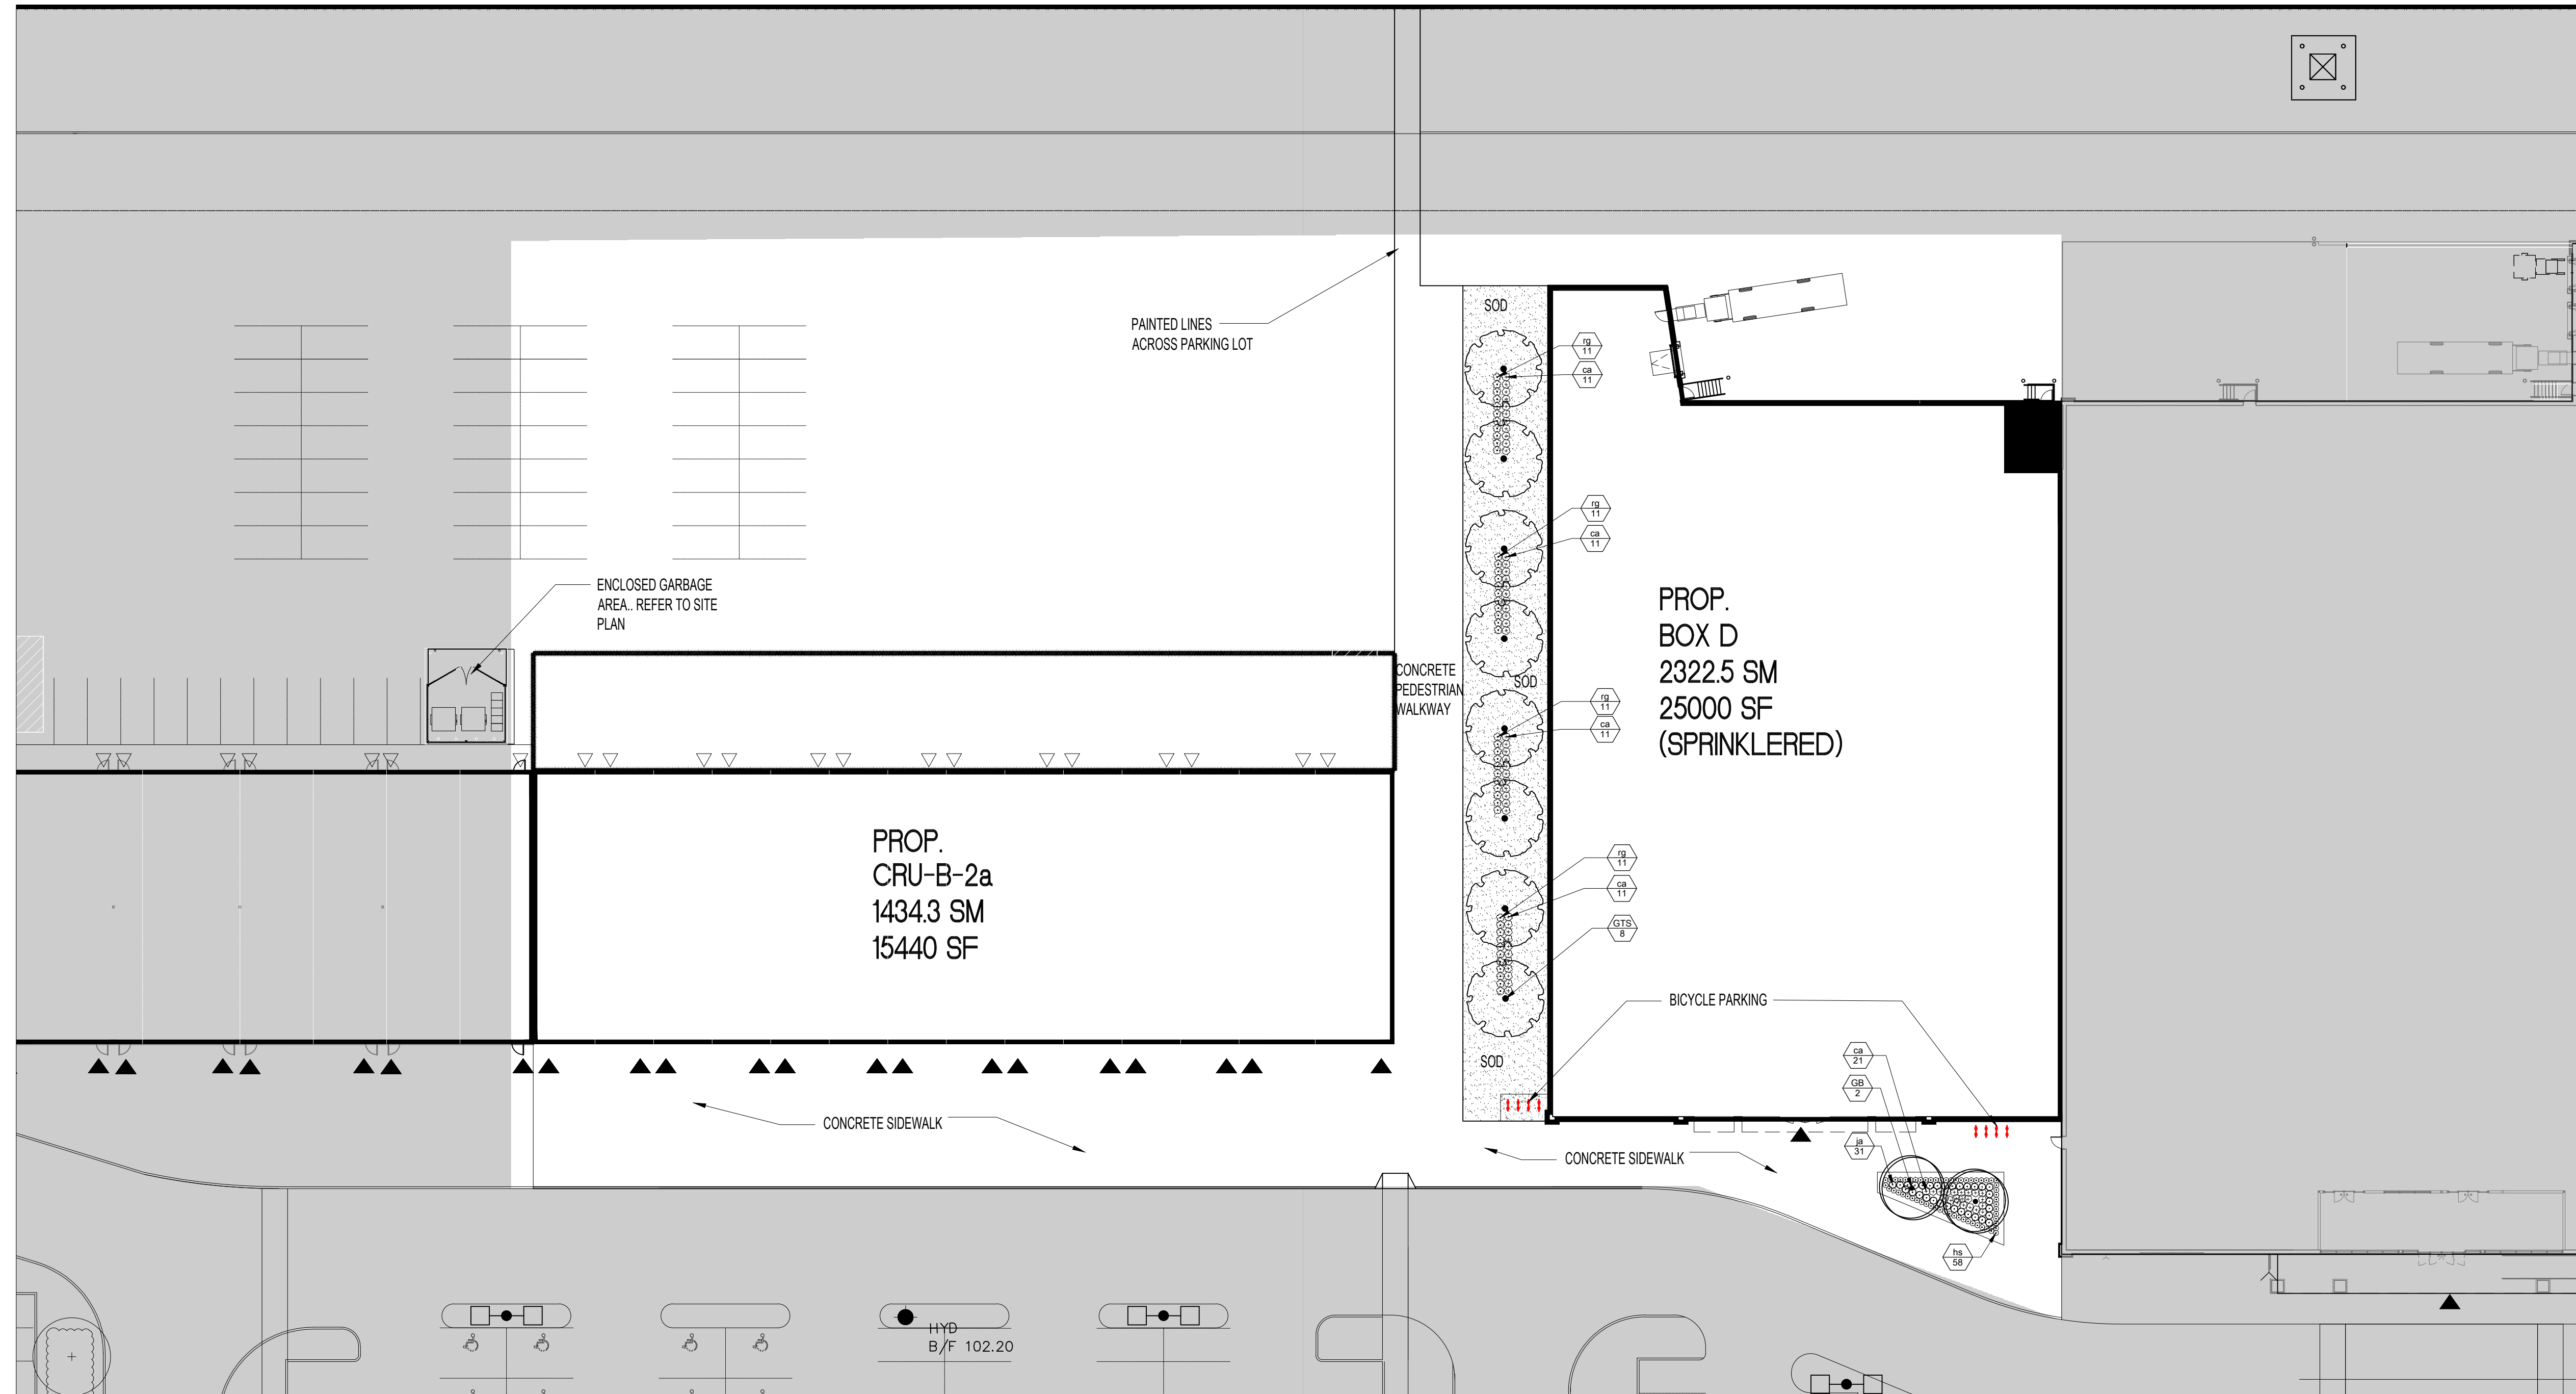 SOD
rg
11
ca
11
PAINTED LINES
ACROSS PARKING LOT
rg
11
ca
11
ENCLOSED GARBAGE
AREA.. REFER TO SITE
PLAN
PROP.
BOX D
2322.5 SM
25000 SF
(SPRINKLERED)
CONCRETE
PEDESTRIAN
WALKWAY
SOD
rg
11
ca
11
PROP.
CRU-B-2a
1434.3 SM
15440 SF
rg
11
ca
11
GTS
8
BICYCLE PARKING
SOD
ca
21
GB
2
ja
31
CONCRETE SIDEWALK
CONCRETE SIDEWALK
hs
58
HYD
B/F 102.20